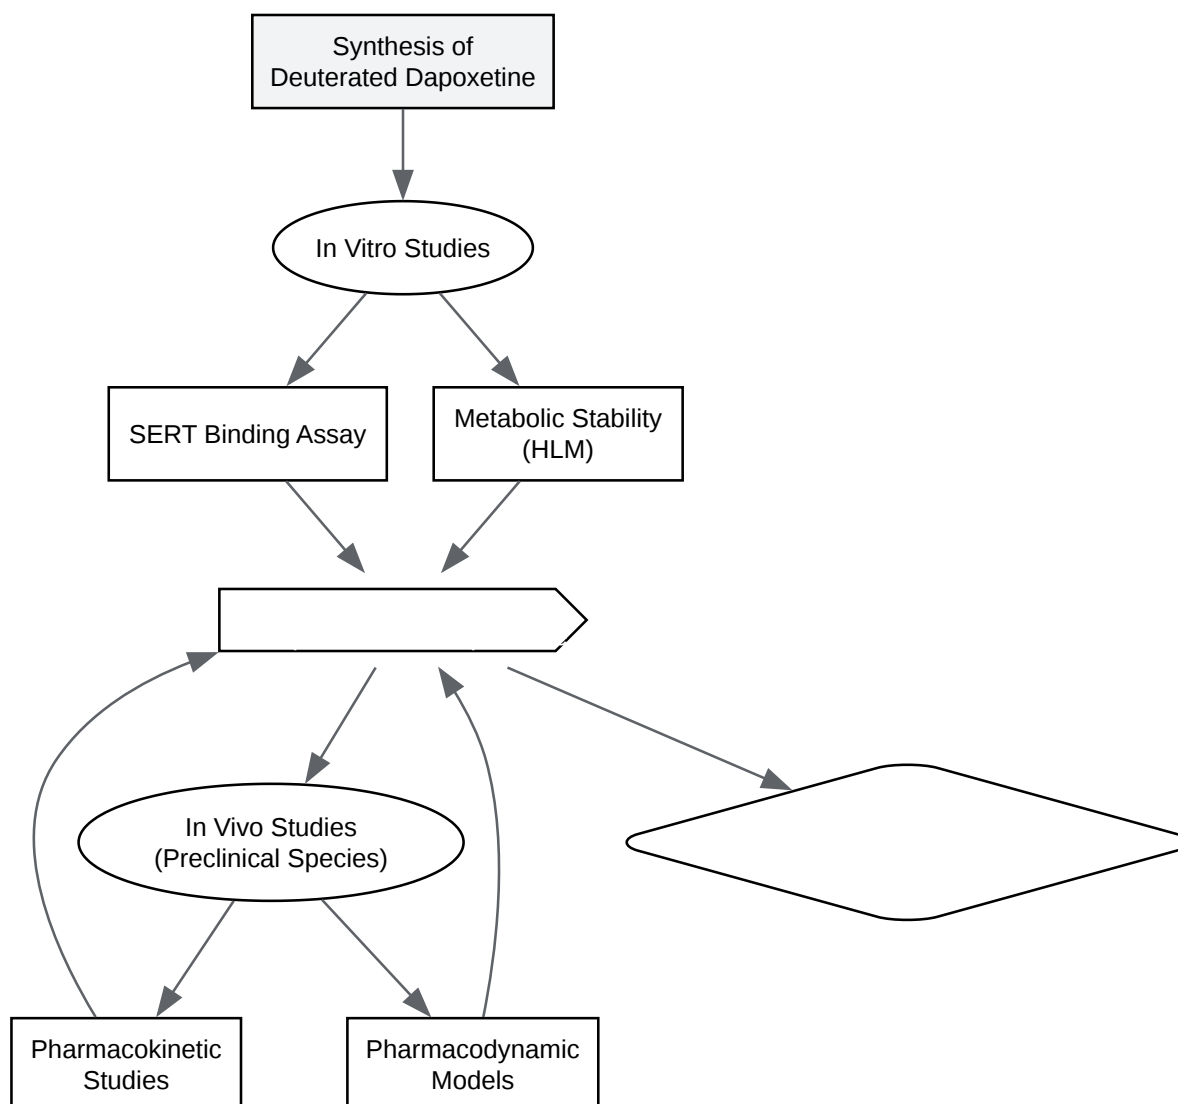 Synthesis of
Deuterated Dapoxetine
In Vitro Studies
SERT Binding Assay
Metabolic Stability
(HLM)
In Vivo Studies
(Preclinical Species)
Pharmacokinetic
Studies
Pharmacodynamic
Models